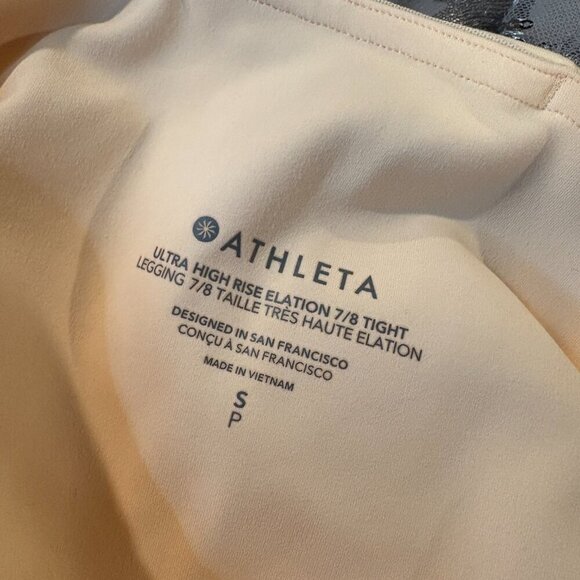 ATHLETA
ULTRA HIGH RISE ELATION 7/8 TIGHT
LEGGING 7/8 TAILLE TRÈS HAUTE ELATION
DESIGNED IN SAN FRANCISCO
CONÇU À SAN FRANCISCO
MADE IN VIETNAM
S
P